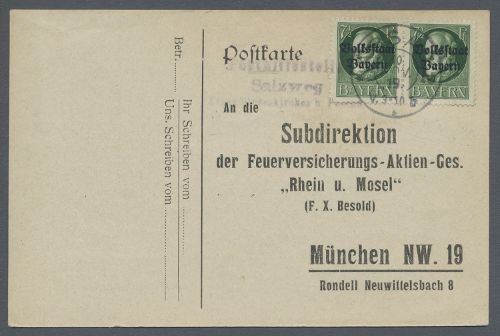 Postkarte
Betr.
Ihr Schreiben vom
Uns. Schreiben vom
Volksstaat
Bayern
BAYERN
Volksstaat
Bayern
BAYERN
Salzweg
An die
Subdirektion
der Feuerversicherungs-Aktien-Ges.
„Rhein u. Mosel“
(F. X. Besold)
München NW. 19
Rondell Neuwittelsbach 8